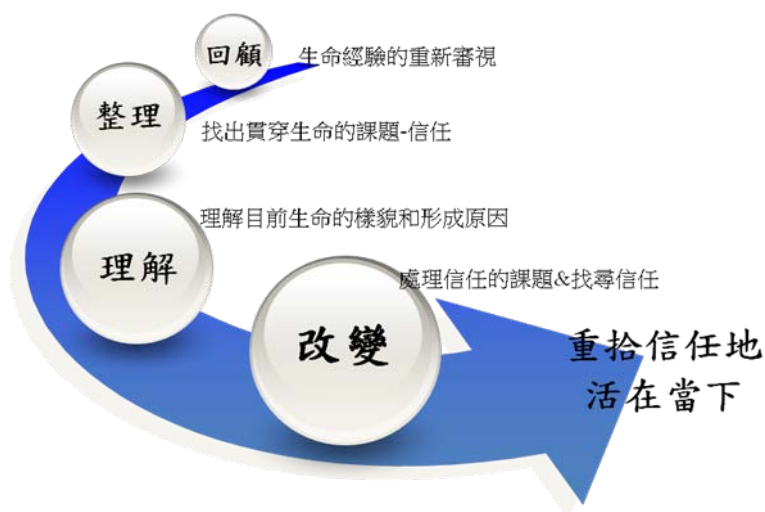 回顧
生命經驗的重新審視
整理
找出貫穿生命的課題-信任
理解目前生命的樣貌和形成原因
理解
處理信任的課題&找尋信任
改變
重拾信任地
活在當下